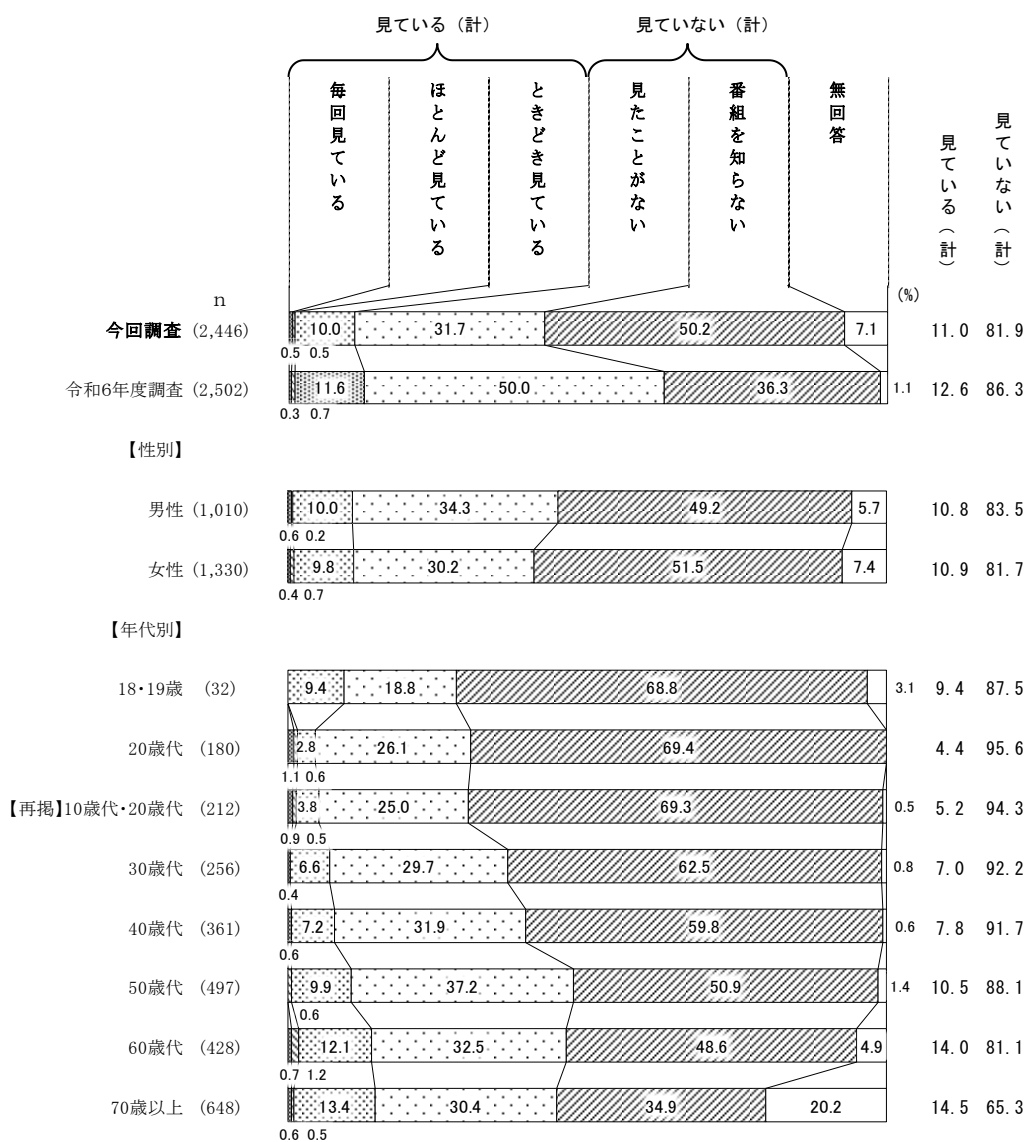 見ている（計）
見ていない（計）
毎回見ている
ほとんど見ている
ときどき見ている
見たことがない
番組を知らない
無回答
見ている（計）
見ていない（計）
n
(%)
今回調査 (2,446) 10.0 31.7 50.2 7.1 11.0 81.9
0.5 0.5
令和6年度調査 (2,502) 11.6 50.0 36.3 1.1 12.6 86.3
0.3 0.7
【性別】
男性 (1,010) 10.0 34.3 49.2 5.7 10.8 83.5
0.6 0.2
女性 (1,330) 9.8 30.2 51.5 7.4 10.9 81.7
0.4 0.7
【年代別】
18・19歳 (32) 9.4 18.8 68.8 3.1 9.4 87.5
20歳代 (180) 2.8 26.1 69.4 4.4 95.6
1.1 0.6
【再掲】10歳代・20歳代 (212) 3.8 25.0 69.3 0.5 5.2 94.3
0.9 0.5
30歳代 (256) 6.6 29.7 62.5 0.8 7.0 92.2
0.4
40歳代 (361) 7.2 31.9 59.8 0.6 7.8 91.7
0.6
50歳代 (497) 9.9 37.2 50.9 1.4 10.5 88.1
0.6
60歳代 (428) 12.1 32.5 48.6 4.9 14.0 81.1
0.7 1.2
70歳以上 (648) 13.4 30.4 34.9 20.2 14.5 65.3
0.6 0.5